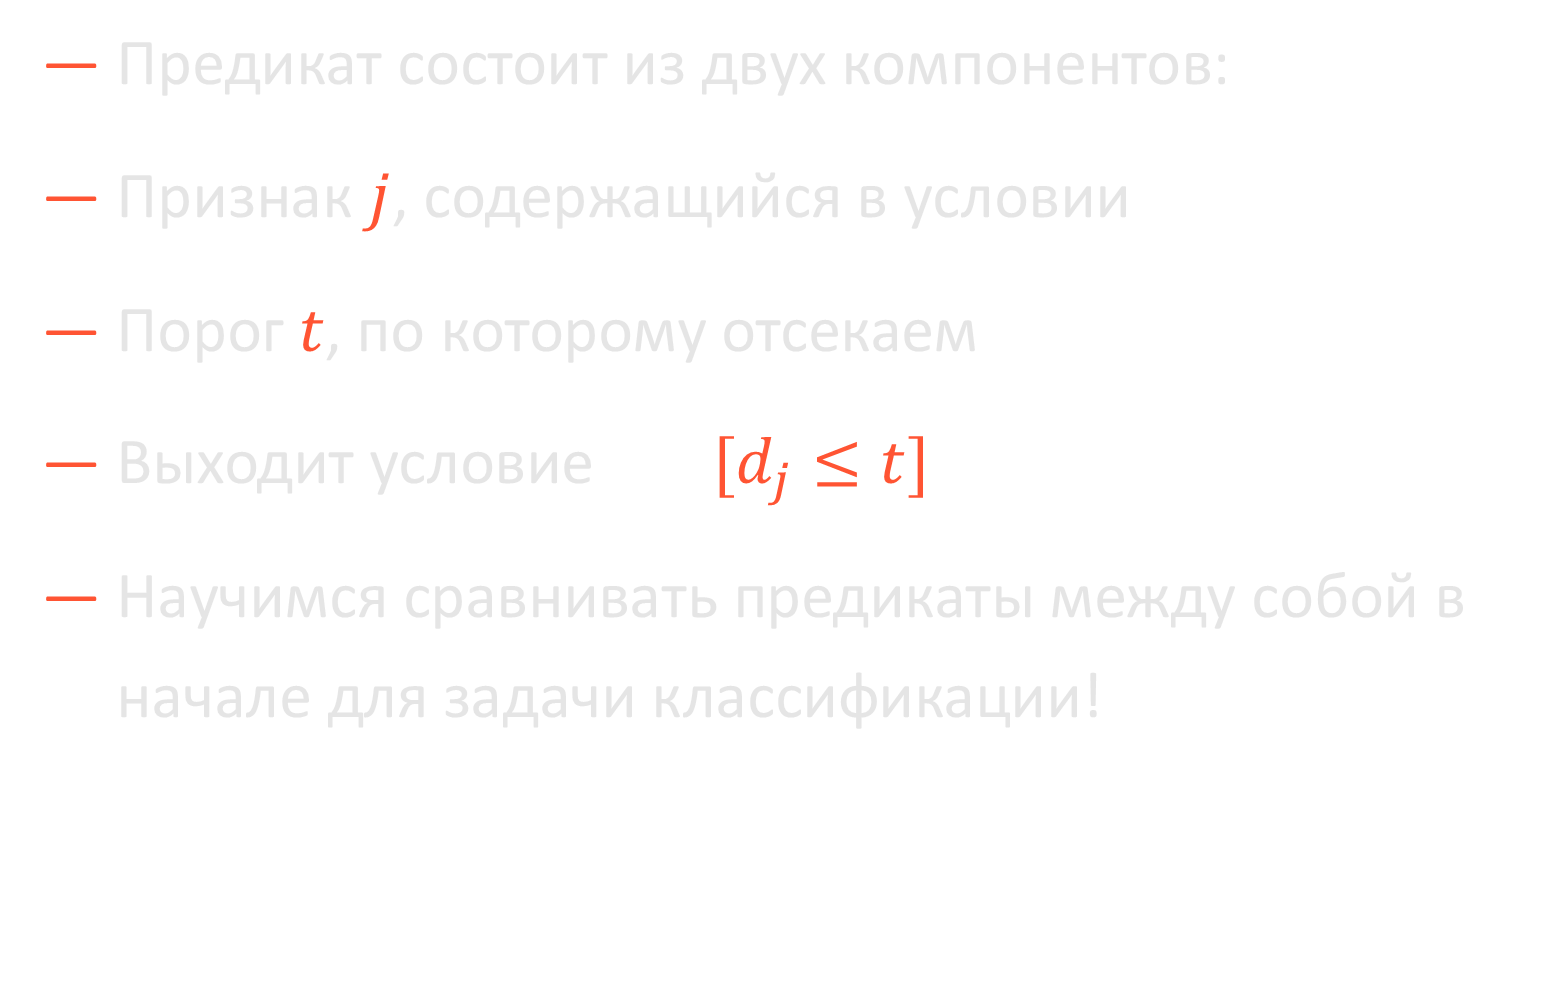 — Предикат состоит из двух компонентов:
— Признак j, содержащийся в условии
— Порог t, по которому отсекаем
— Выходит условие [d_j ≤ t]
— Научимся сравнивать предикаты между собой в
начале для задачи классификации!